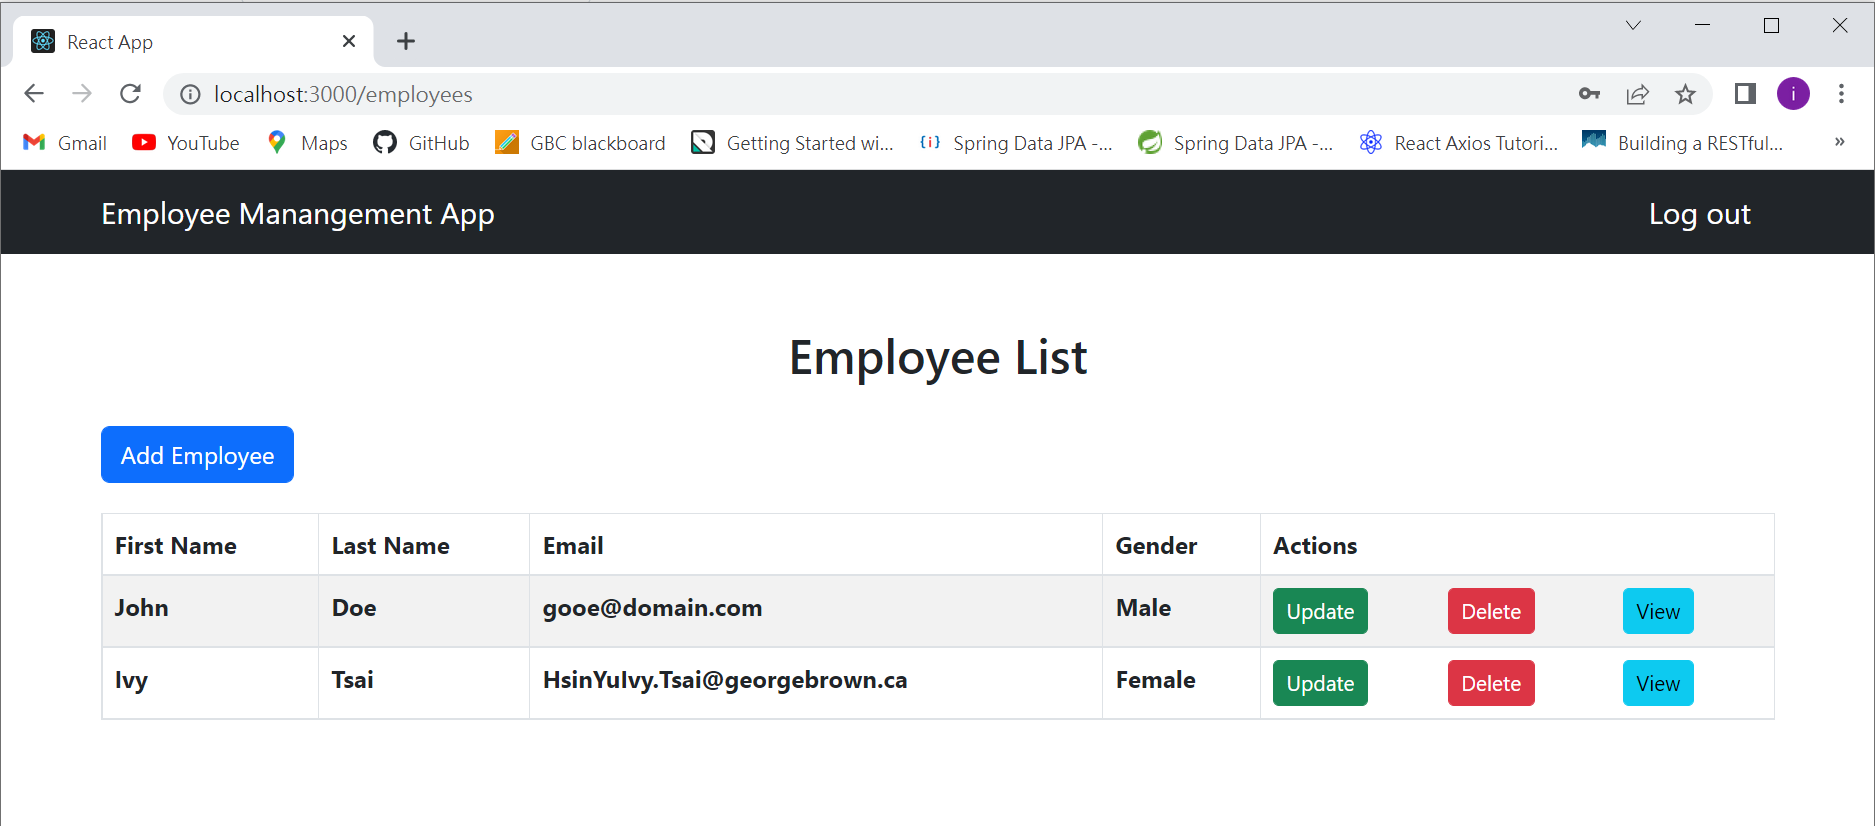 React App
localhost:3000/employees
i
Gmail YouTube Maps GitHub GBC blackboard Getting Started wi... {i} Spring Data JPA -... Spring Data JPA -... React Axios Tutori... Building a RESTful... »
Employee Manangement App Log out
Employee List
Add Employee
First Name Last Name Email Gender Actions
John Doe gooe@domain.com Male Update Delete View
Ivy Tsai HsinYuIvy.Tsai@georgebrown.ca Female Update Delete View